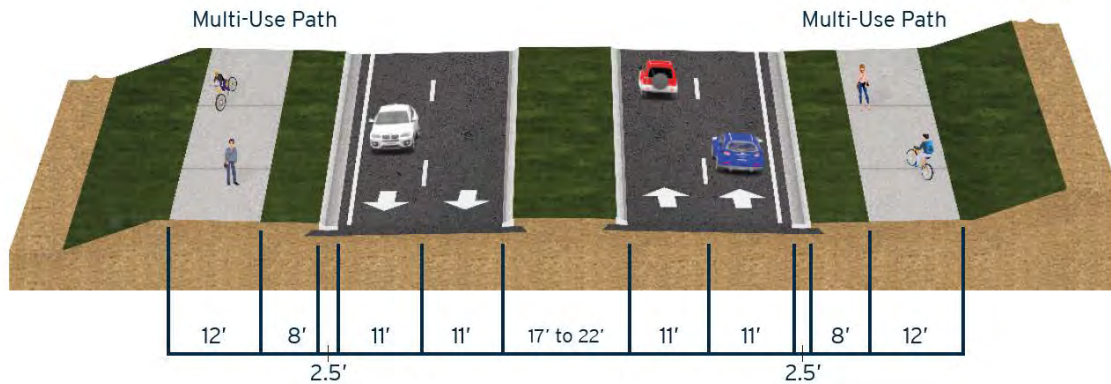 Multi-Use Path
Multi-Use Path
12' 8' 11' 11' 17' to 22' 11' 11' 8' 12'
2.5' 2.5'